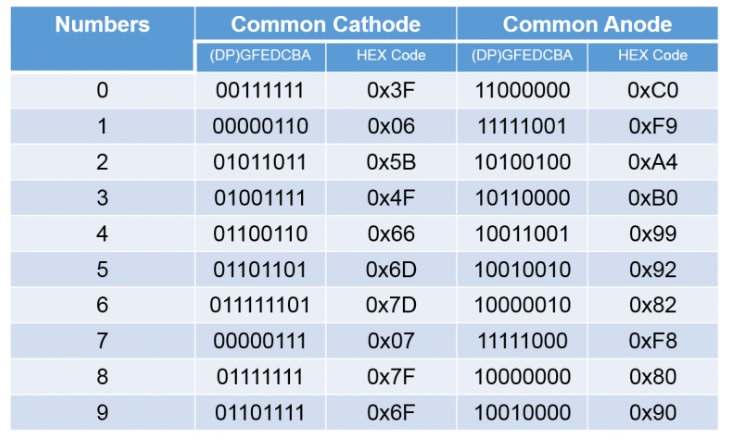 Numbers Common Cathode Common Anode
(DP)GFEDCBA HEX Code (DP)GFEDCBA HEX Code
0 00111111 0x3F 11000000 0xC0
1 00000110 0x06 11111001 0xF9
2 01011011 0x5B 10100100 0xA4
3 01001111 0x4F 10110000 0xB0
4 01100110 0x66 10011001 0x99
5 01101101 0x6D 10010010 0x92
6 011111101 0x7D 10000010 0x82
7 00000111 0x07 11111000 0xF8
8 01111111 0x7F 10000000 0x80
9 01101111 0x6F 10010000 0x90